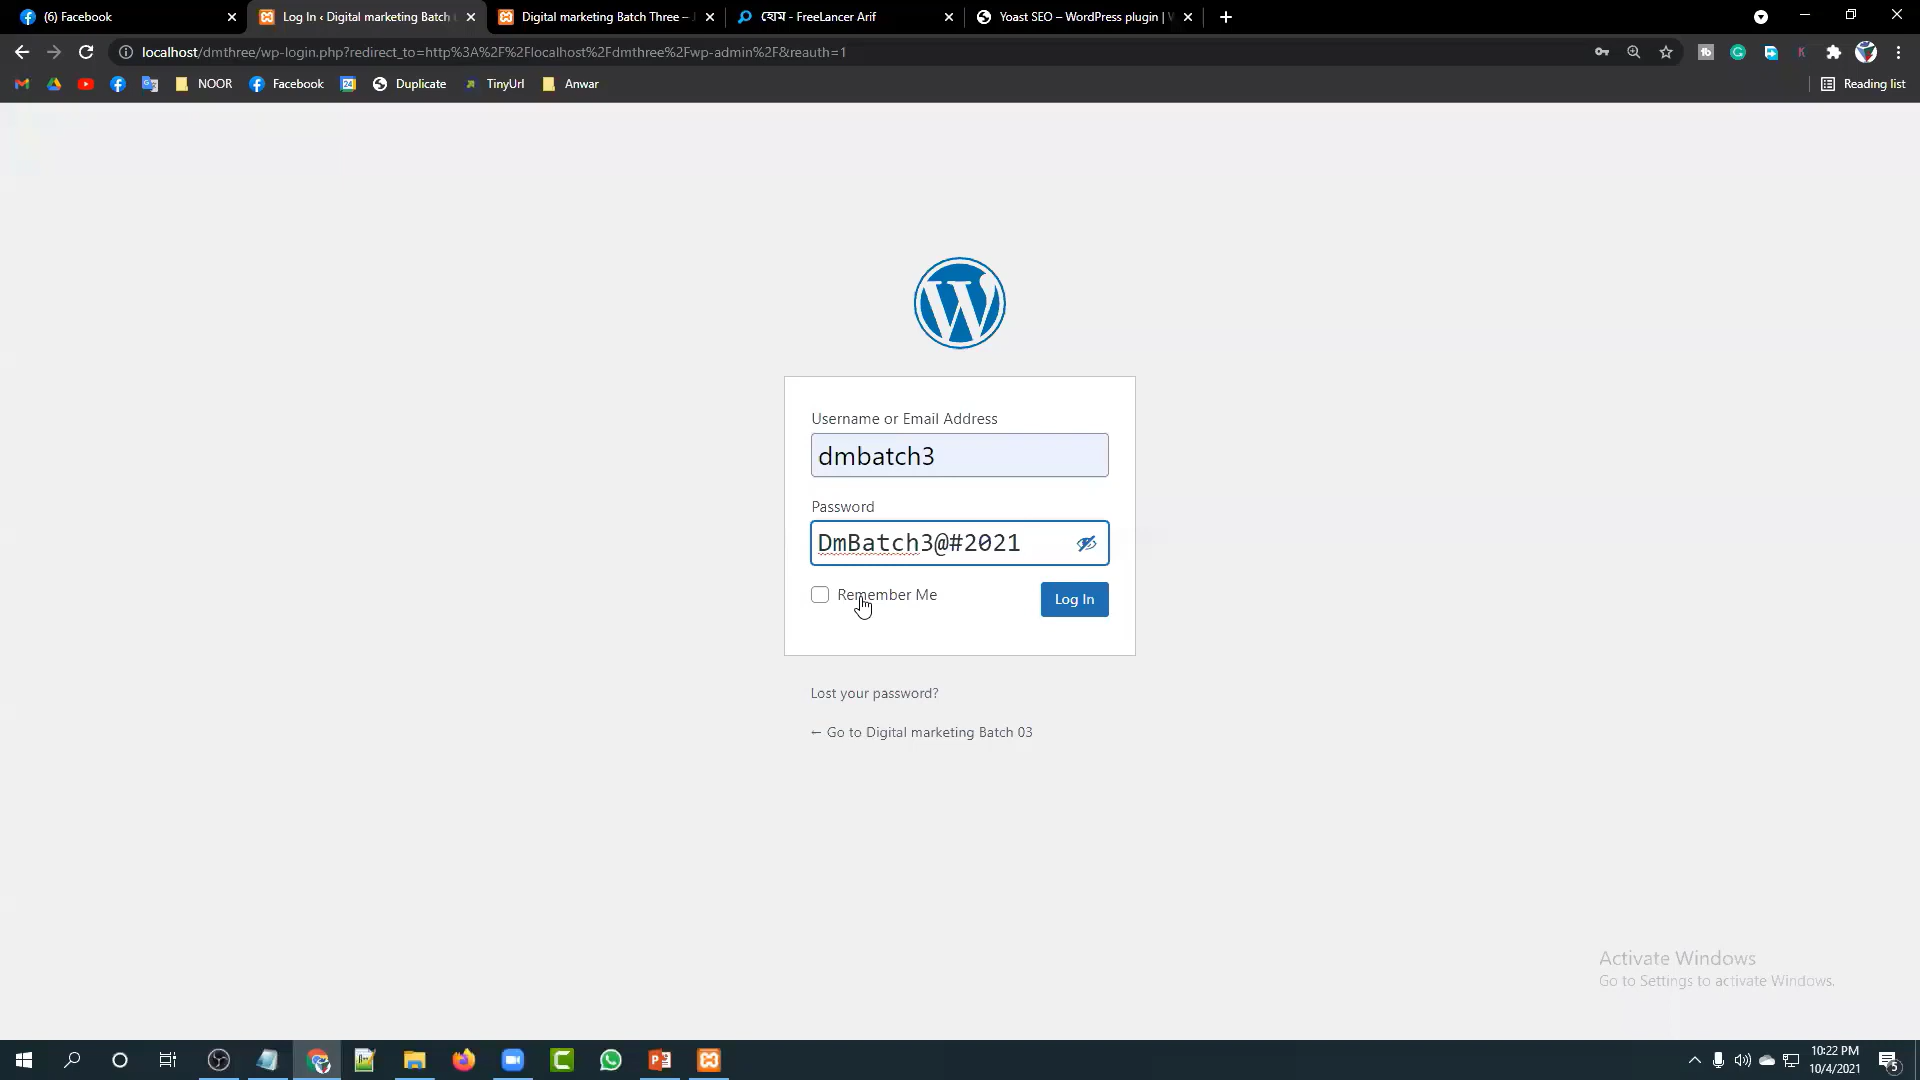 (6) Facebook
Log In ‹ Digital marketing Batch
Digital marketing Batch Three –
হোম - FreeLancer Arif
Yoast SEO – WordPress plugin |
localhost/dmthree/wp-login.php?redirect_to=http%3A%2F%2Flocalhost%2Fdmthree%2Fwp-admin%2F&reauth=1
24
NOOR
Facebook
Duplicate
TinyUrl
Anwar
Reading list
Username or Email Address
dmbatch3
Password
DmBatch3@#2021
Remember Me
Log In
Lost your password?
← Go to Digital marketing Batch 03
Activate Windows
Go to Settings to activate Windows.
10:22 PM
10/4/2021
5